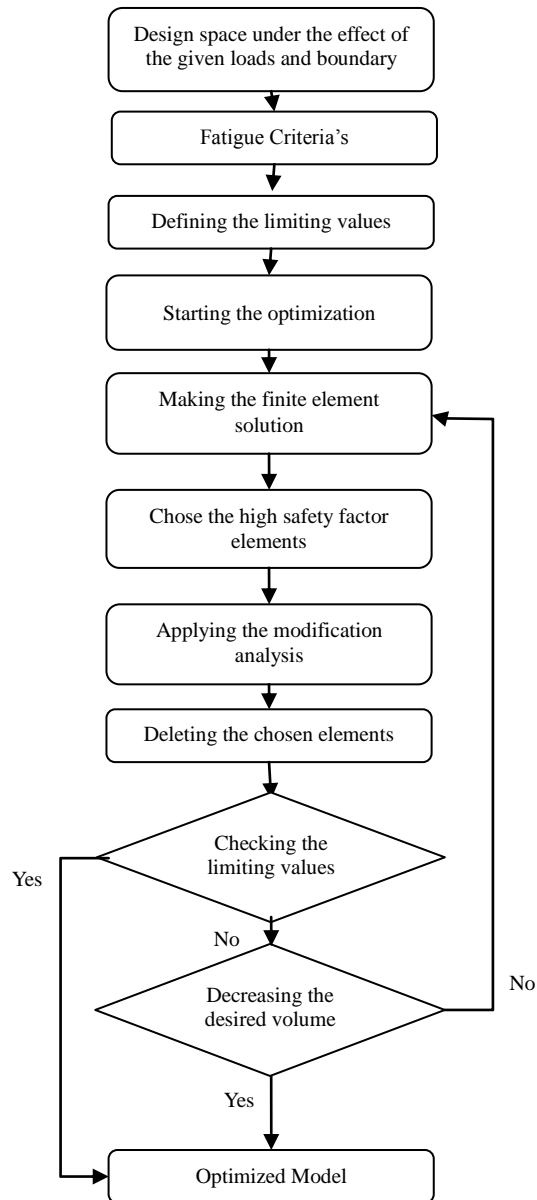 Design space under the effect of
the given loads and boundary
Fatigue Criteria's
Defining the limiting values
Starting the optimization
Making the finite element
solution
Chose the high safety factor
elements
Applying the modification
analysis
Deleting the chosen elements
Checking the
limiting values
Yes
No
Decreasing the
desired volume
No
Yes
Optimized Model